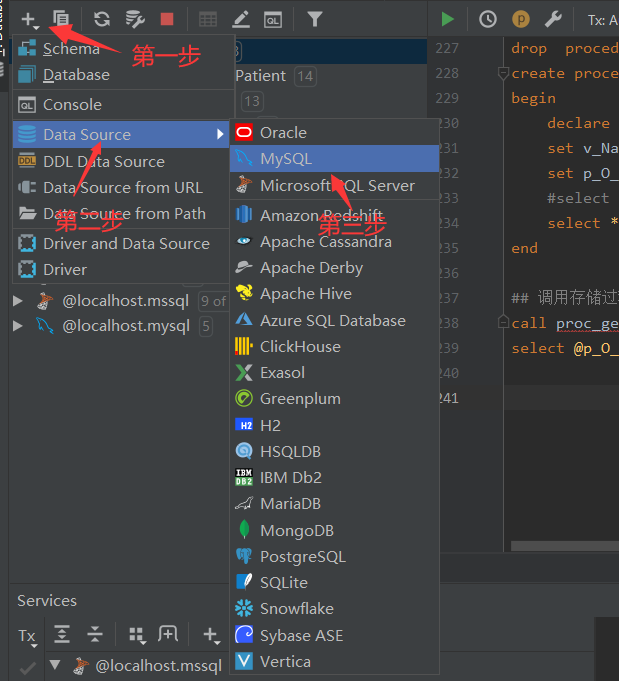 Tx: A
第一步
Schema
Database
Patient 14
13
Console
Data Source
DDL Data Source
Data Source from URL
Data Source from Path
第二步
Driver and Data Source
Driver
@localhost.mssql 9 of
@localhost.mysql 5
Oracle
MySQL
Microsoft SQL Server
Amazon Redshift
第三步
Apache Cassandra
Apache Derby
Apache Hive
Azure SQL Database
ClickHouse
Exasol
Greenplum
H2
HSQLDB
IBM Db2
MariaDB
MongoDB
PostgreSQL
SQLite
Snowflake
Sybase ASE
Vertica
227 drop proced
228 create proce
229 begin
230 declare
231 set v_Na
232 set p_O_
233 #select
234 select *
235 end
236
237 ## 调用存储过
238 call proc_ge
239 select @p_O_
240
241
Services
Tx
@localhost.mssql